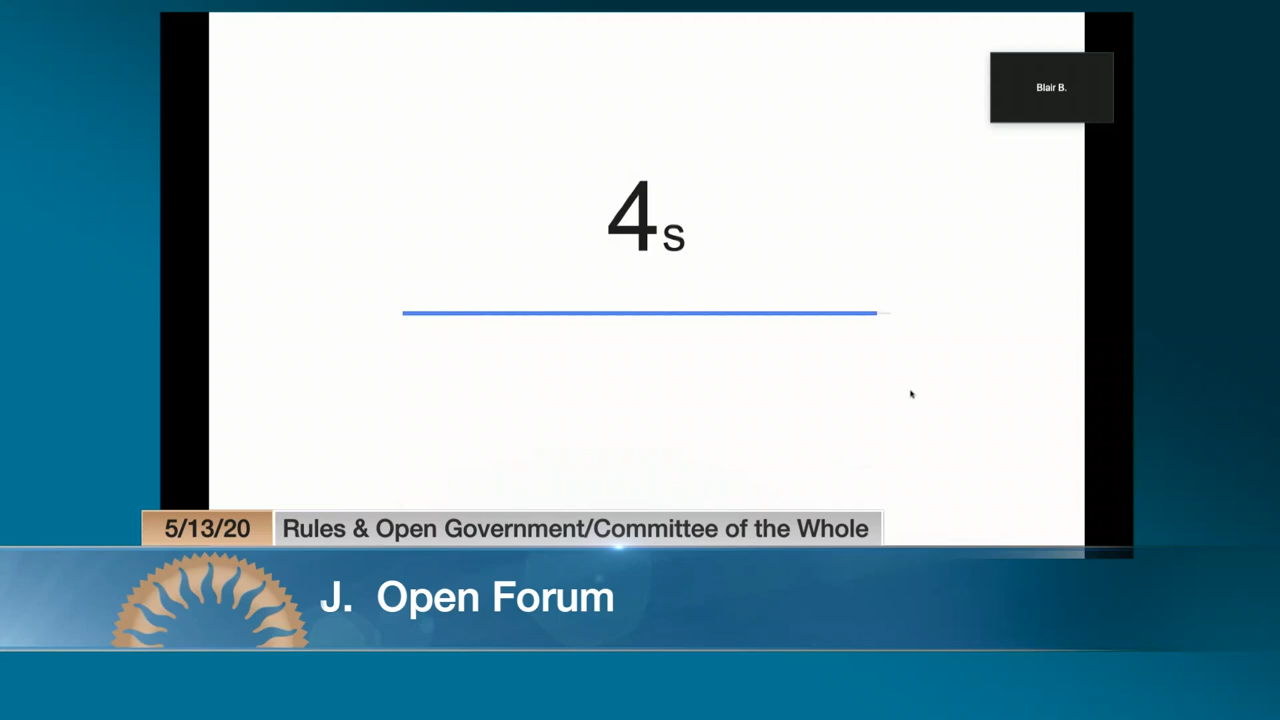 Blair B.
4s
5/13/20 Rules & Open Government/Committee of the Whole
J. Open Forum